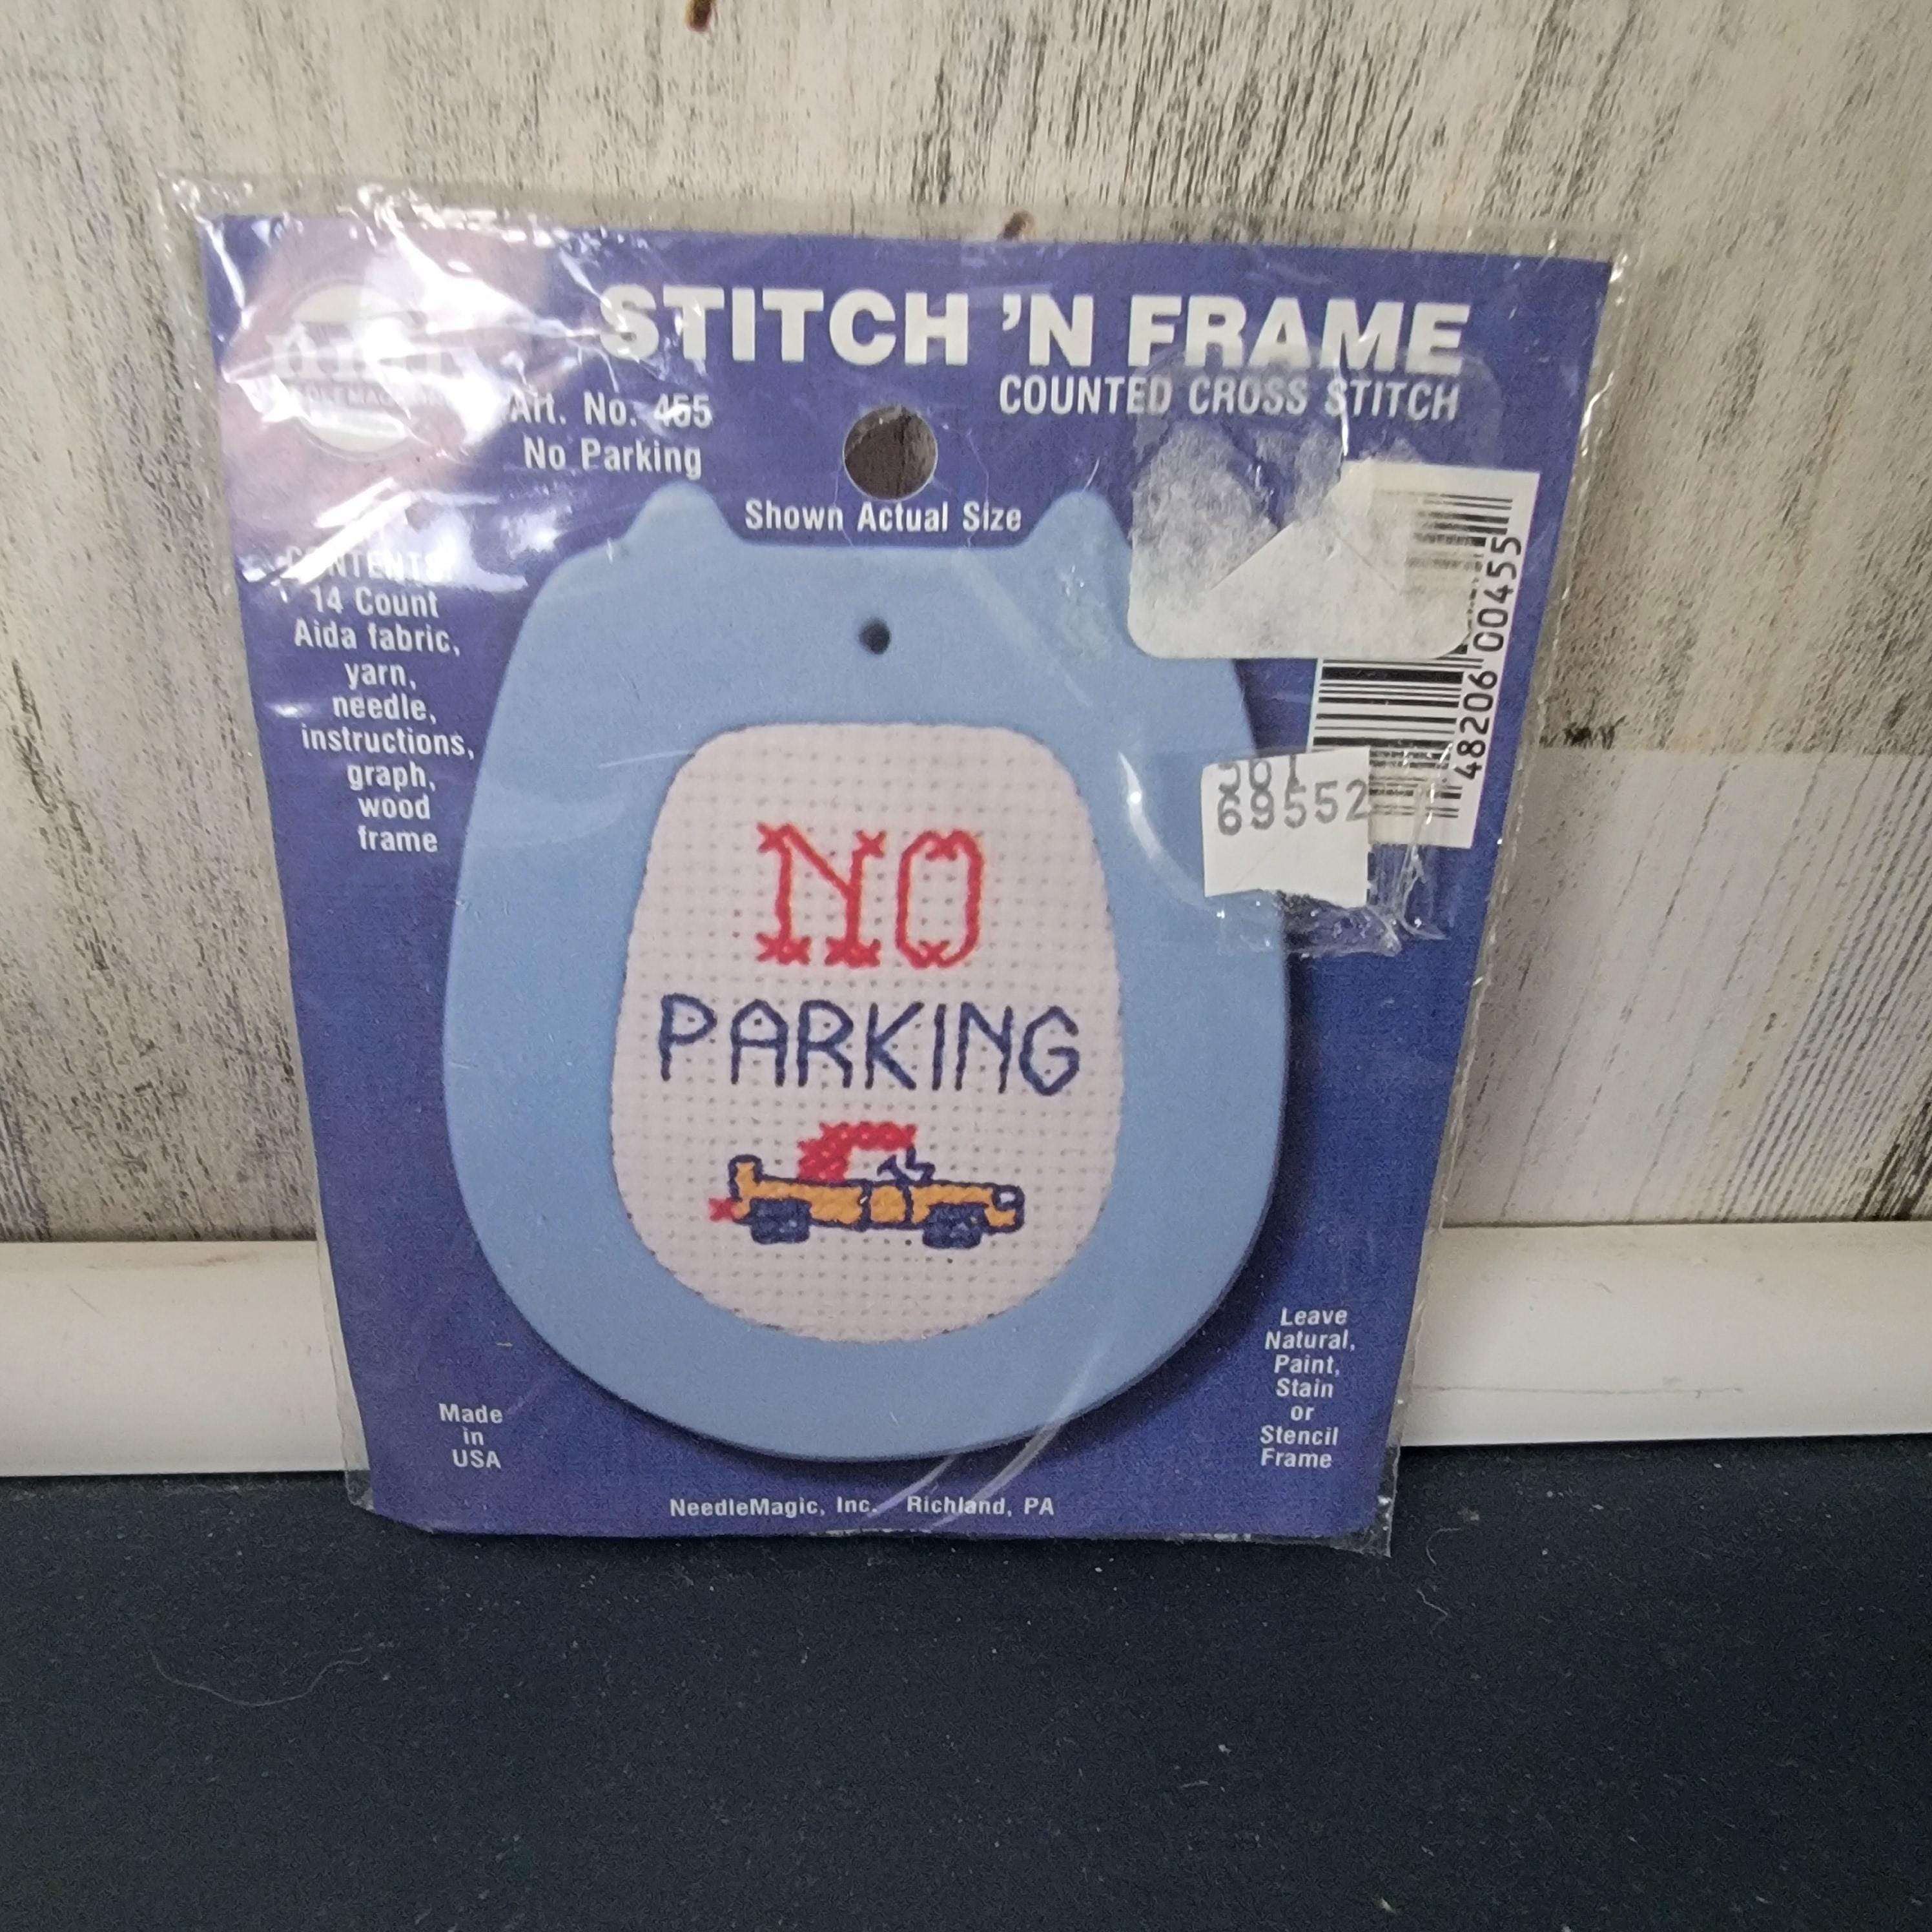 STITCH 'N FRAME
COUNTED CROSS STITCH
Art. No. 455
No Parking
Shown Actual Size
CONTENTS:
14 Count
Aida fabric,
yarn,
needle,
instructions,
graph,
wood
frame
48206 00455
69552
NO
PARKING
Leave
Natural,
Paint,
Stain
or
Stencil
Frame
Made
in
USA
NeedleMagic, Inc. Richland, PA